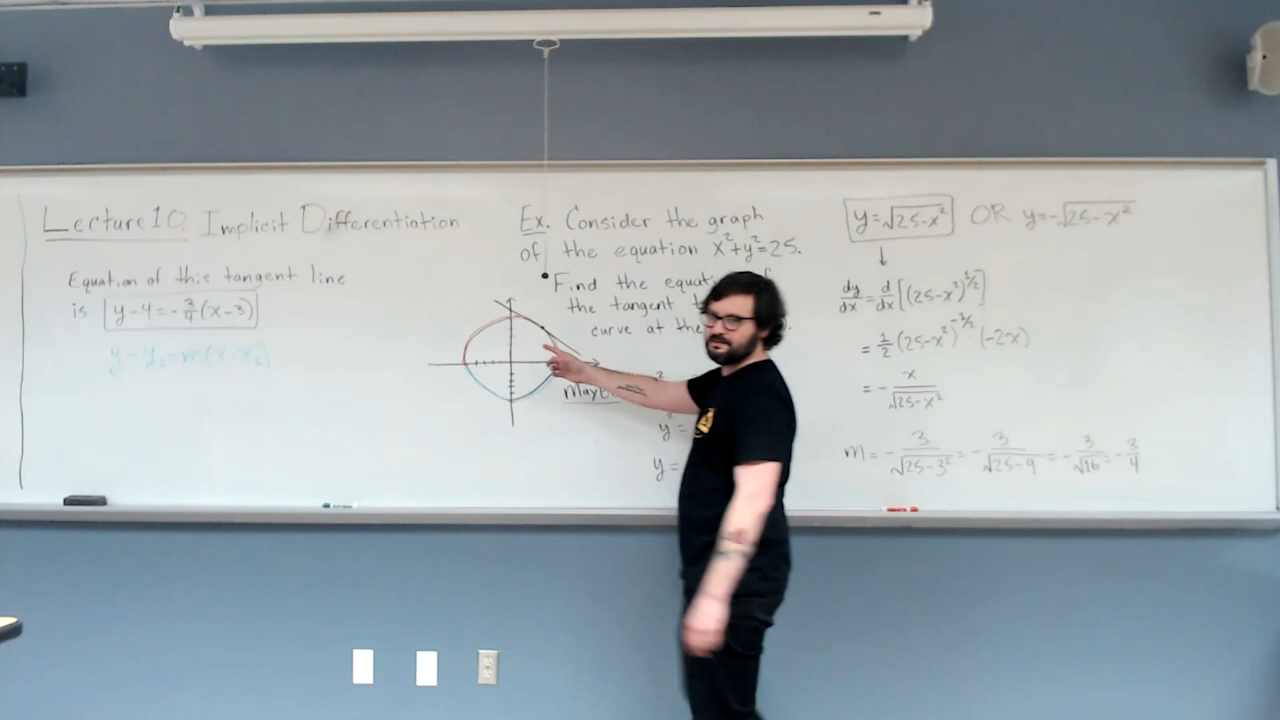 Lecture 10. Implicit Differentiation
Equation of this tangent line
is y-4=-3/4(x-3)
Ex. Consider the graph
of the equation x²+y²=25.
Find the
the tangent
curve at the
y²=
y=
y=√25-x² OR y=-√25-x²
↓
dy/dx = d/dx[(25-x²)^1/2]
= 1/2(25-x²)^-1/2(-2x)
= - x/√25-x²
m = - 3/√25-3² = - 3/√25-9 = - 3/√16 = - 3/4